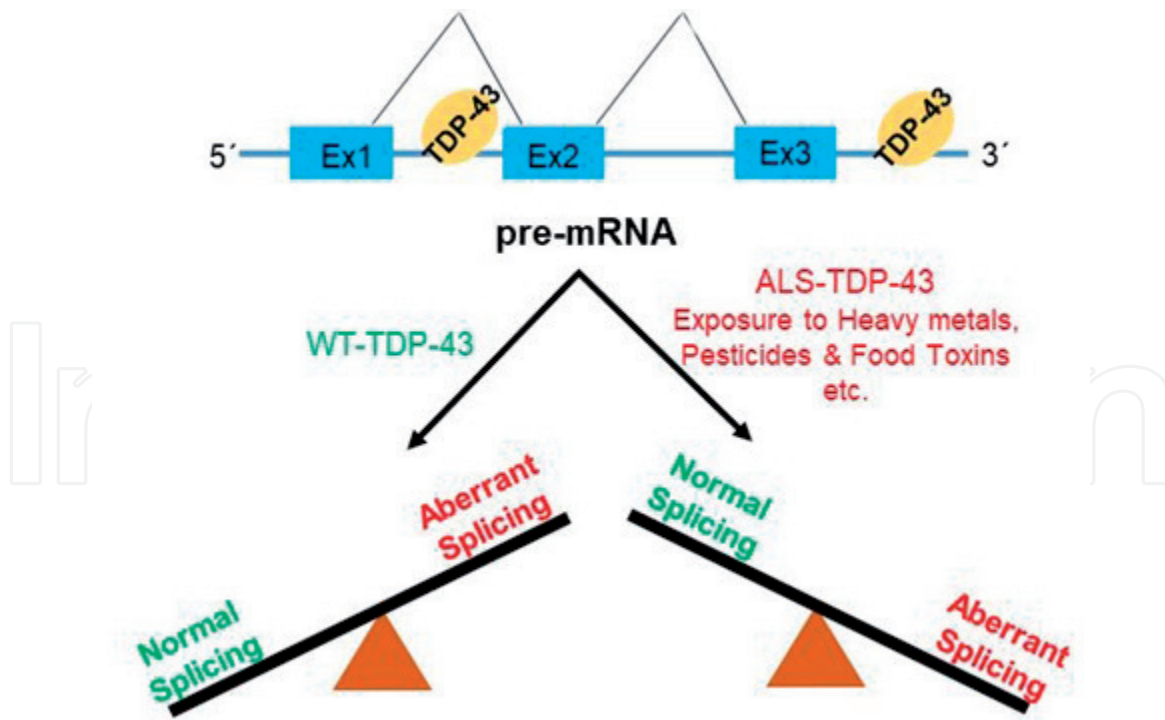 TDP-43
TDP-43
5´
Ex1
Ex2
Ex3
3´
pre-mRNA
WT-TDP-43
ALS-TDP-43
Exposure to Heavy metals,
Pesticides & Food Toxins
etc.
Aberrant
Splicing
Normal
Splicing
Normal
Splicing
Aberrant
Splicing